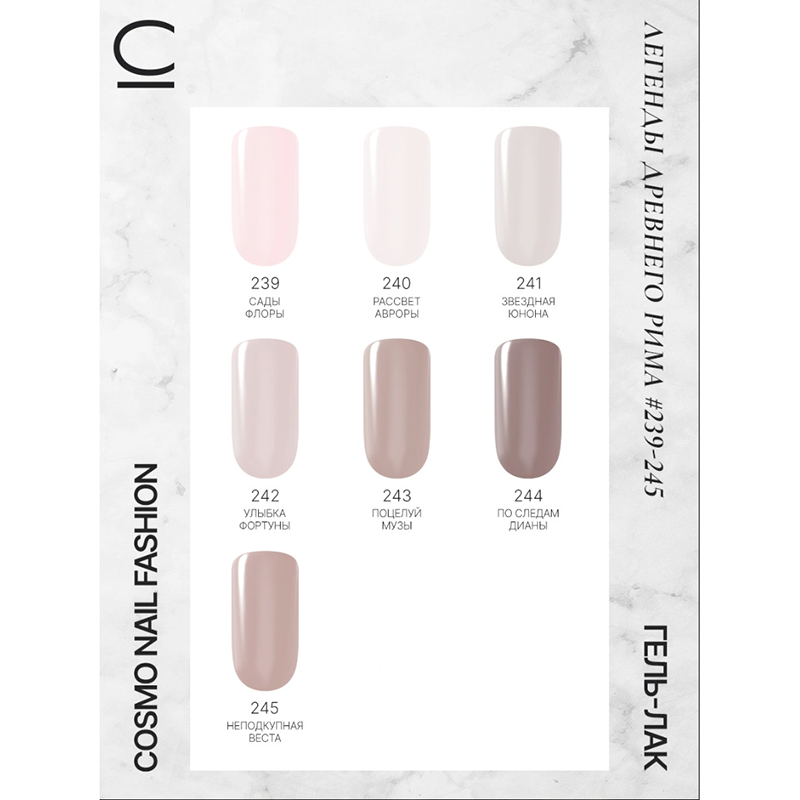 IC
ЛЕГЕНДЫ ДРЕВНЕГО РИМА #239-245
239
САДЫ
ФЛОРЫ
240
РАССВЕТ
АВРОРЫ
241
ЗВЕЗДНАЯ
ЮНОНА
242
УЛЫБКА
ФОРТУНЫ
243
ПОЦЕЛУЙ
МУЗЫ
244
ПО СЛЕДАМ
ДИАНЫ
245
НЕПОДКУПНАЯ
ВЕСТА
COSMO NAIL FASHION
ГЕЛЬ-ЛАК